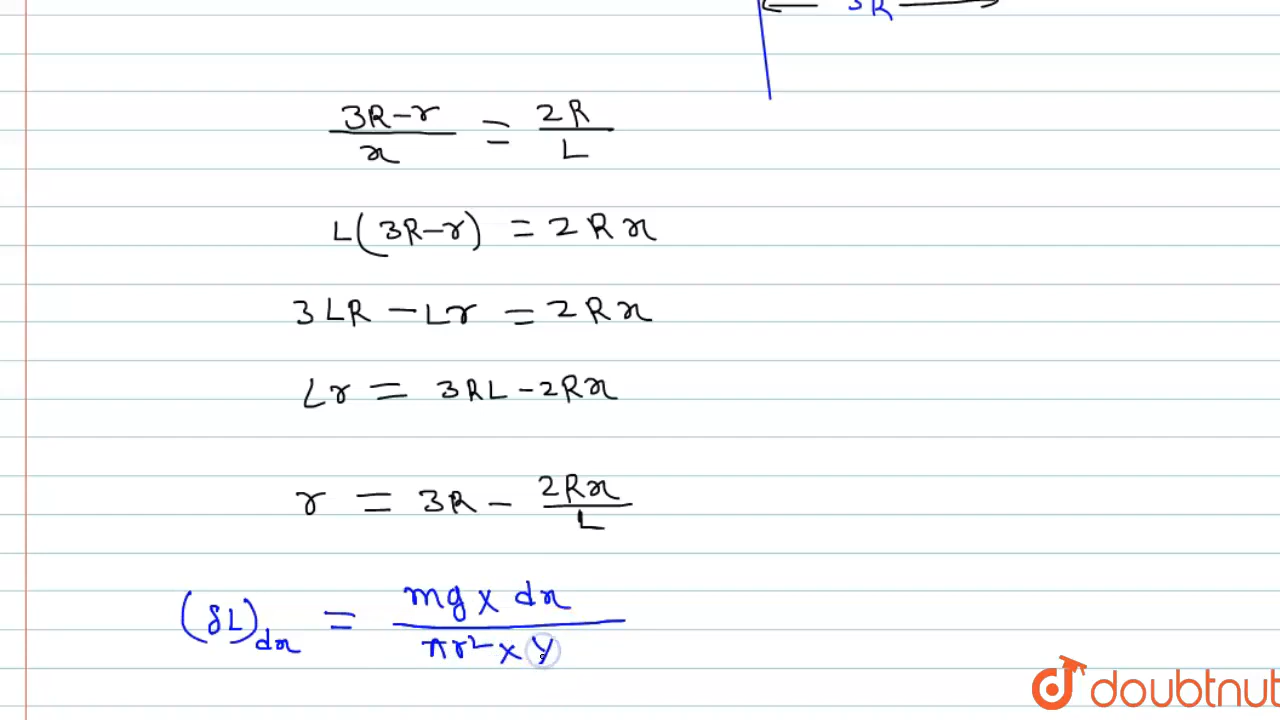 3R
3R-r/x = 2R/L
L(3R-r) = 2Rx
3LR - Lr = 2Rx
Lr = 3RL - 2Rx
r = 3R - 2Rx/L
(δL)dx = mg x dx/πr² x Y
doubtnut